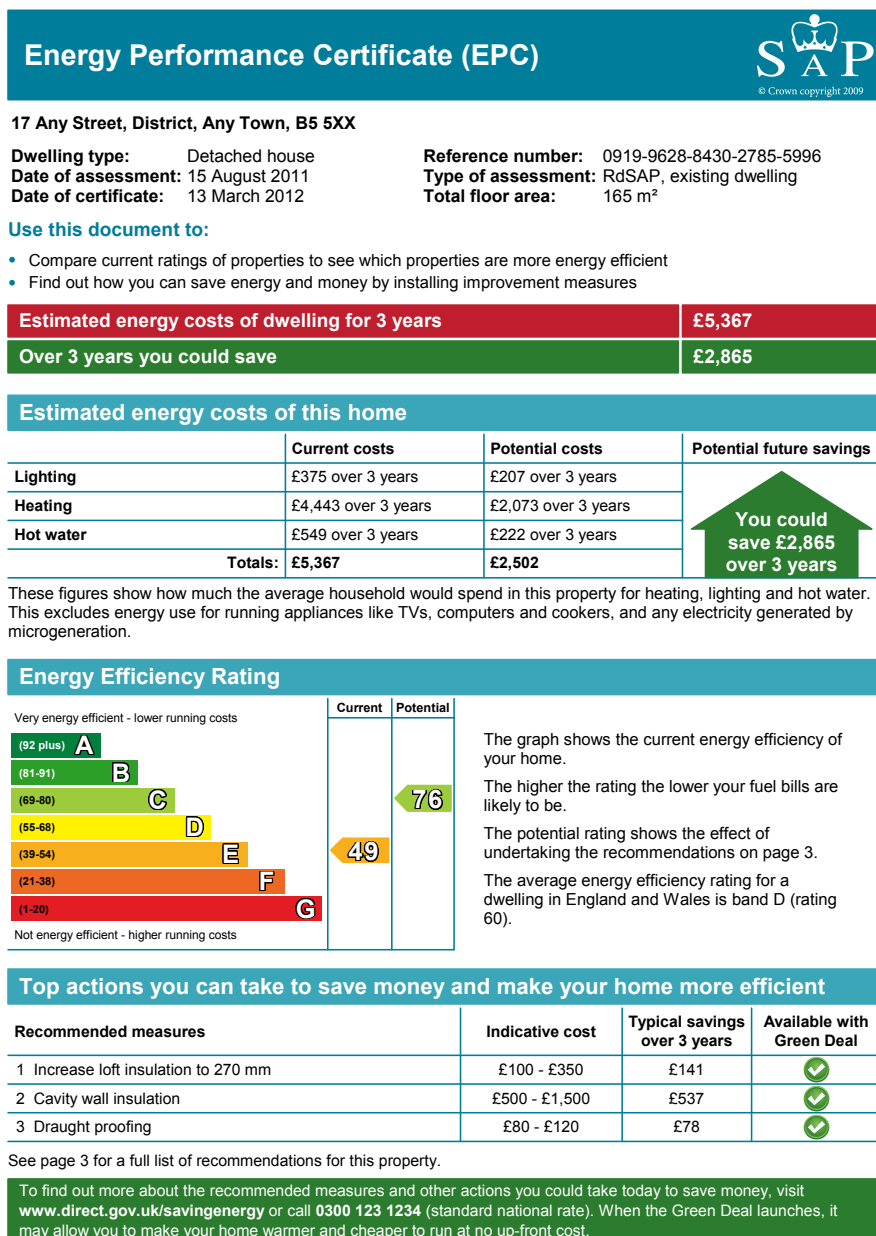 Energy Performance Certificate (EPC)
SAP
© Crown copyright 2009
17 Any Street, District, Any Town, B5 5XX
Dwelling type: Detached house
Date of assessment: 15 August 2011
Date of certificate: 13 March 2012
Reference number: 0919-9628-8430-2785-5996
Type of assessment: RdSAP, existing dwelling
Total floor area: 165 m²
Use this document to:
• Compare current ratings of properties to see which properties are more energy efficient
• Find out how you can save energy and money by installing improvement measures
Estimated energy costs of dwelling for 3 years £5,367
Over 3 years you could save £2,865
Estimated energy costs of this home
Current costs Potential costs Potential future savings
Lighting £375 over 3 years £207 over 3 years
Heating £4,443 over 3 years £2,073 over 3 years
Hot water £549 over 3 years £222 over 3 years
Totals: £5,367 £2,502
You could
save £2,865
over 3 years
These figures show how much the average household would spend in this property for heating, lighting and hot water.
This excludes energy use for running appliances like TVs, computers and cookers, and any electricity generated by
microgeneration.
Energy Efficiency Rating
Current Potential
Very energy efficient - lower running costs
(92 plus) A
(81-91) B
(69-80) C
(55-68) D
(39-54) E
(21-38) F
(1-20) G
Not energy efficient - higher running costs
49
76
The graph shows the current energy efficiency of
your home.
The higher the rating the lower your fuel bills are
likely to be.
The potential rating shows the effect of
undertaking the recommendations on page 3.
The average energy efficiency rating for a
dwelling in England and Wales is band D (rating
60).
Top actions you can take to save money and make your home more efficient
Recommended measures Indicative cost Typical savings over 3 years Available with Green Deal
1 Increase loft insulation to 270 mm £100 - £350 £141
2 Cavity wall insulation £500 - £1,500 £537
3 Draught proofing £80 - £120 £78
See page 3 for a full list of recommendations for this property.
To find out more about the recommended measures and other actions you could take today to save money, visit
www.direct.gov.uk/savingenergy or call 0300 123 1234 (standard national rate). When the Green Deal launches, it
may allow you to make your home warmer and cheaper to run at no up-front cost.